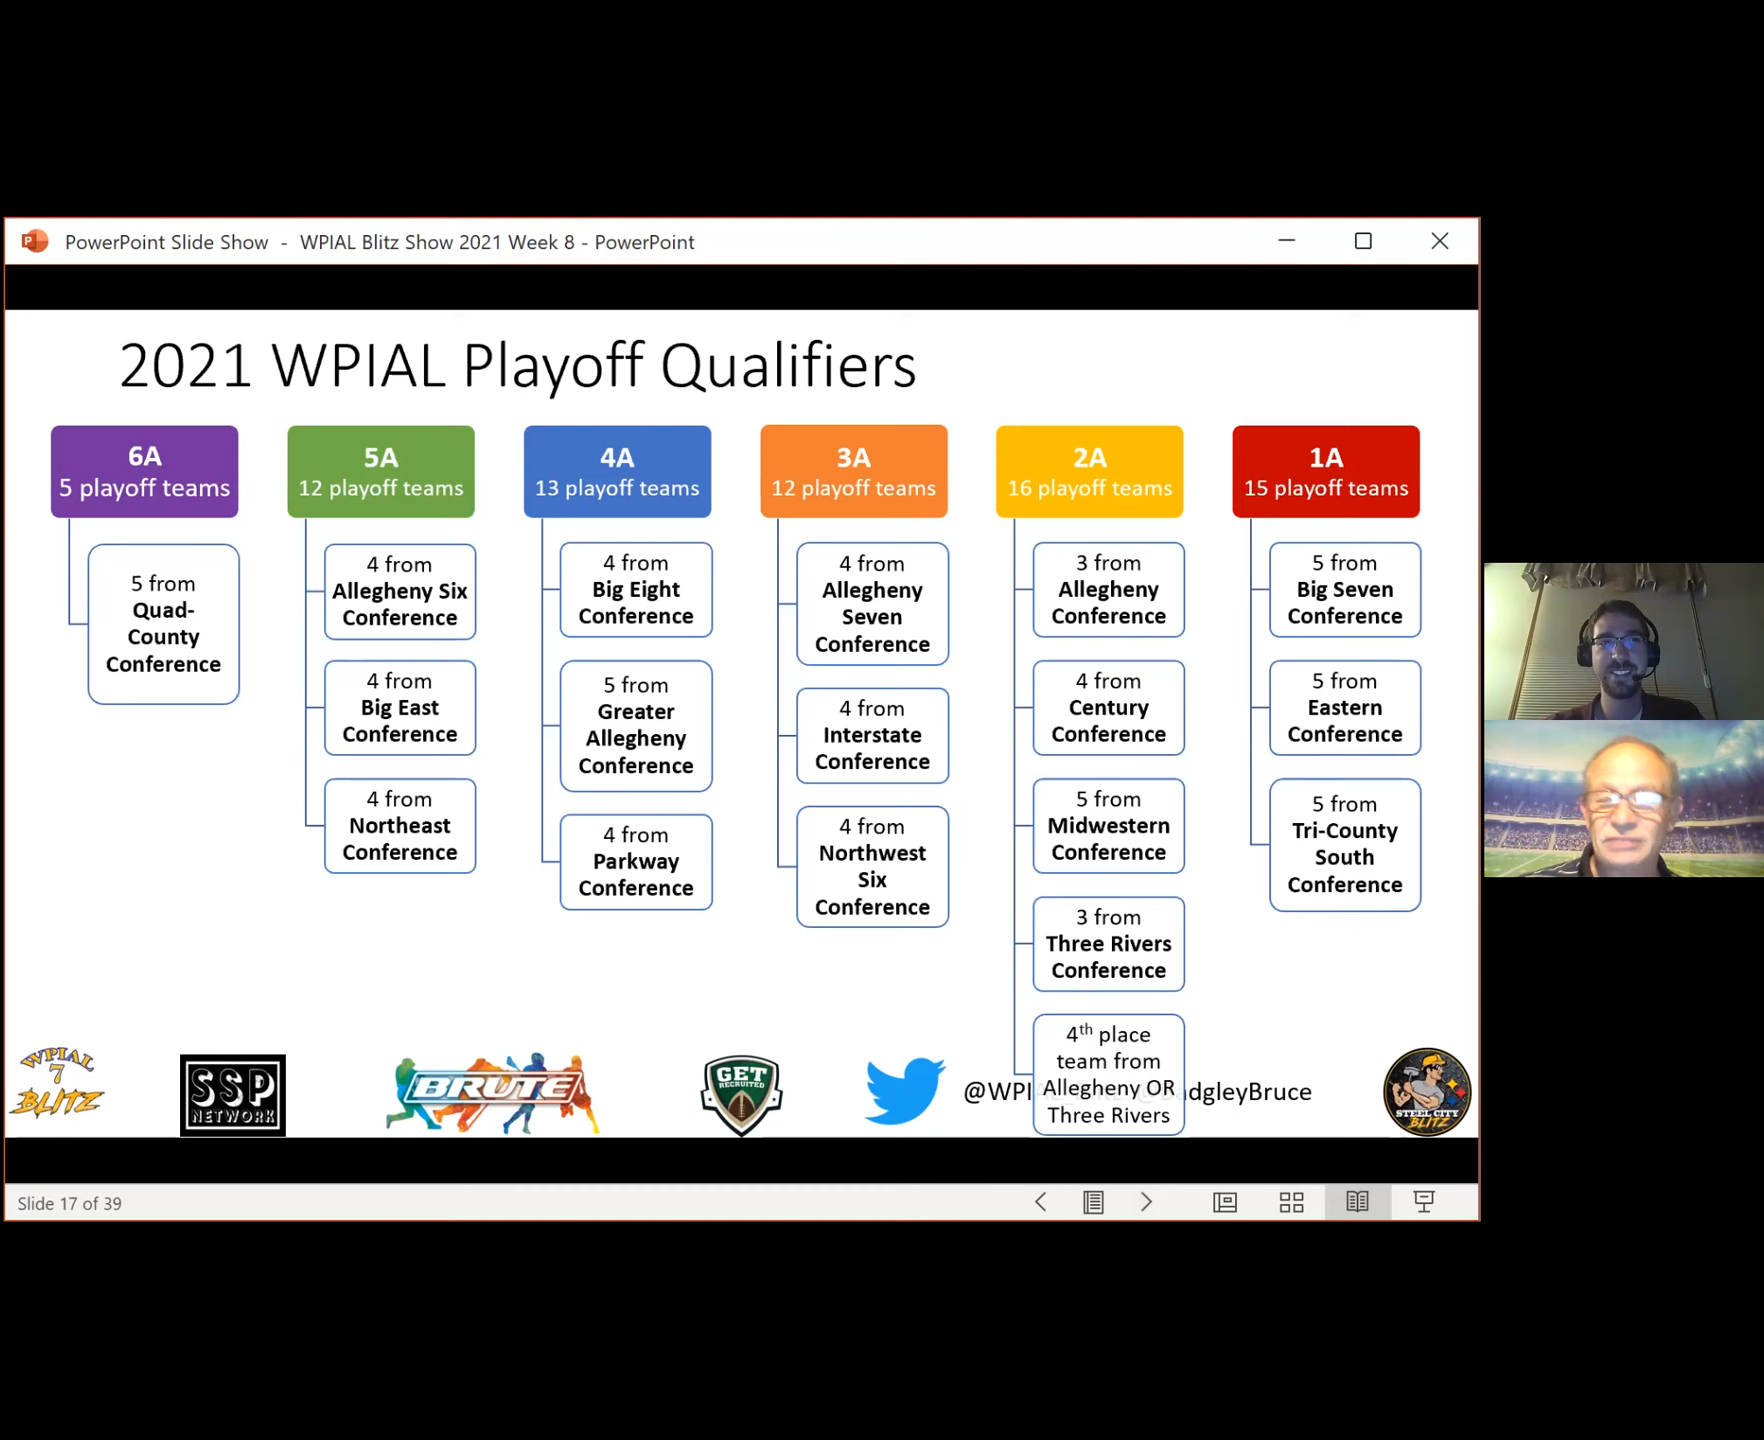 PowerPoint Slide Show - WPIAL Blitz Show 2021 Week 8 - PowerPoint
2021 WPIAL Playoff Qualifiers
6A
5 playoff teams
5 from
Quad-
County
Conference
5A
12 playoff teams
4 from
Allegheny Six
Conference
4 from
Big East
Conference
4 from
Northeast
Conference
4A
13 playoff teams
4 from
Big Eight
Conference
5 from
Greater
Allegheny
Conference
4 from
Parkway
Conference
3A
12 playoff teams
4 from
Allegheny
Seven
Conference
4 from
Interstate
Conference
4 from
Northwest
Six
Conference
2A
16 playoff teams
3 from
Allegheny
Conference
4 from
Century
Conference
5 from
Midwestern
Conference
3 from
Three Rivers
Conference
4th place
team from
Allegheny OR
Three Rivers
1A
15 playoff teams
5 from
Big Seven
Conference
5 from
Eastern
Conference
5 from
Tri-County
South
Conference
WPIAL
7
BLITZ
SSP
NETWORK
BRUTE
GET
RECRUITED
@WPI
adgleyBruce
STEEL CITY
BLITZ
Slide 17 of 39